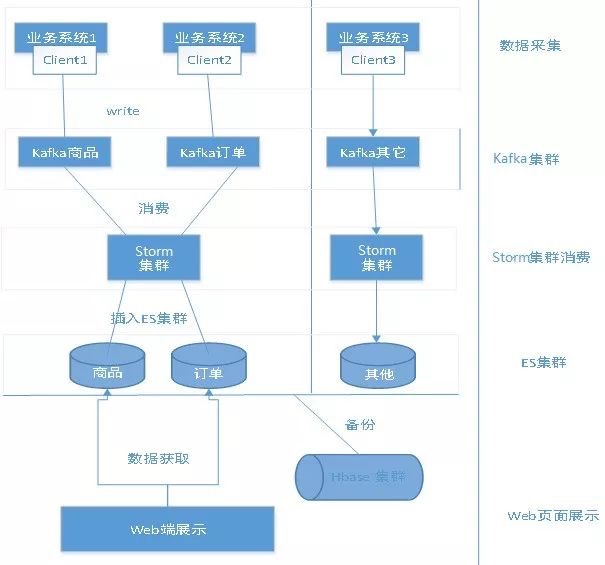 业务系统1
业务系统2
业务系统3
数据采集
Client1
Client2
Client3
write
Kafka商品
Kafka订单
Kafka其它
Kafka集群
消费
Storm
集群
Storm
集群
Storm集群消费
插入ES集群
商品
订单
其他
ES集群
备份
数据获取
Hbase 集群
Web页面展示
Web端展示